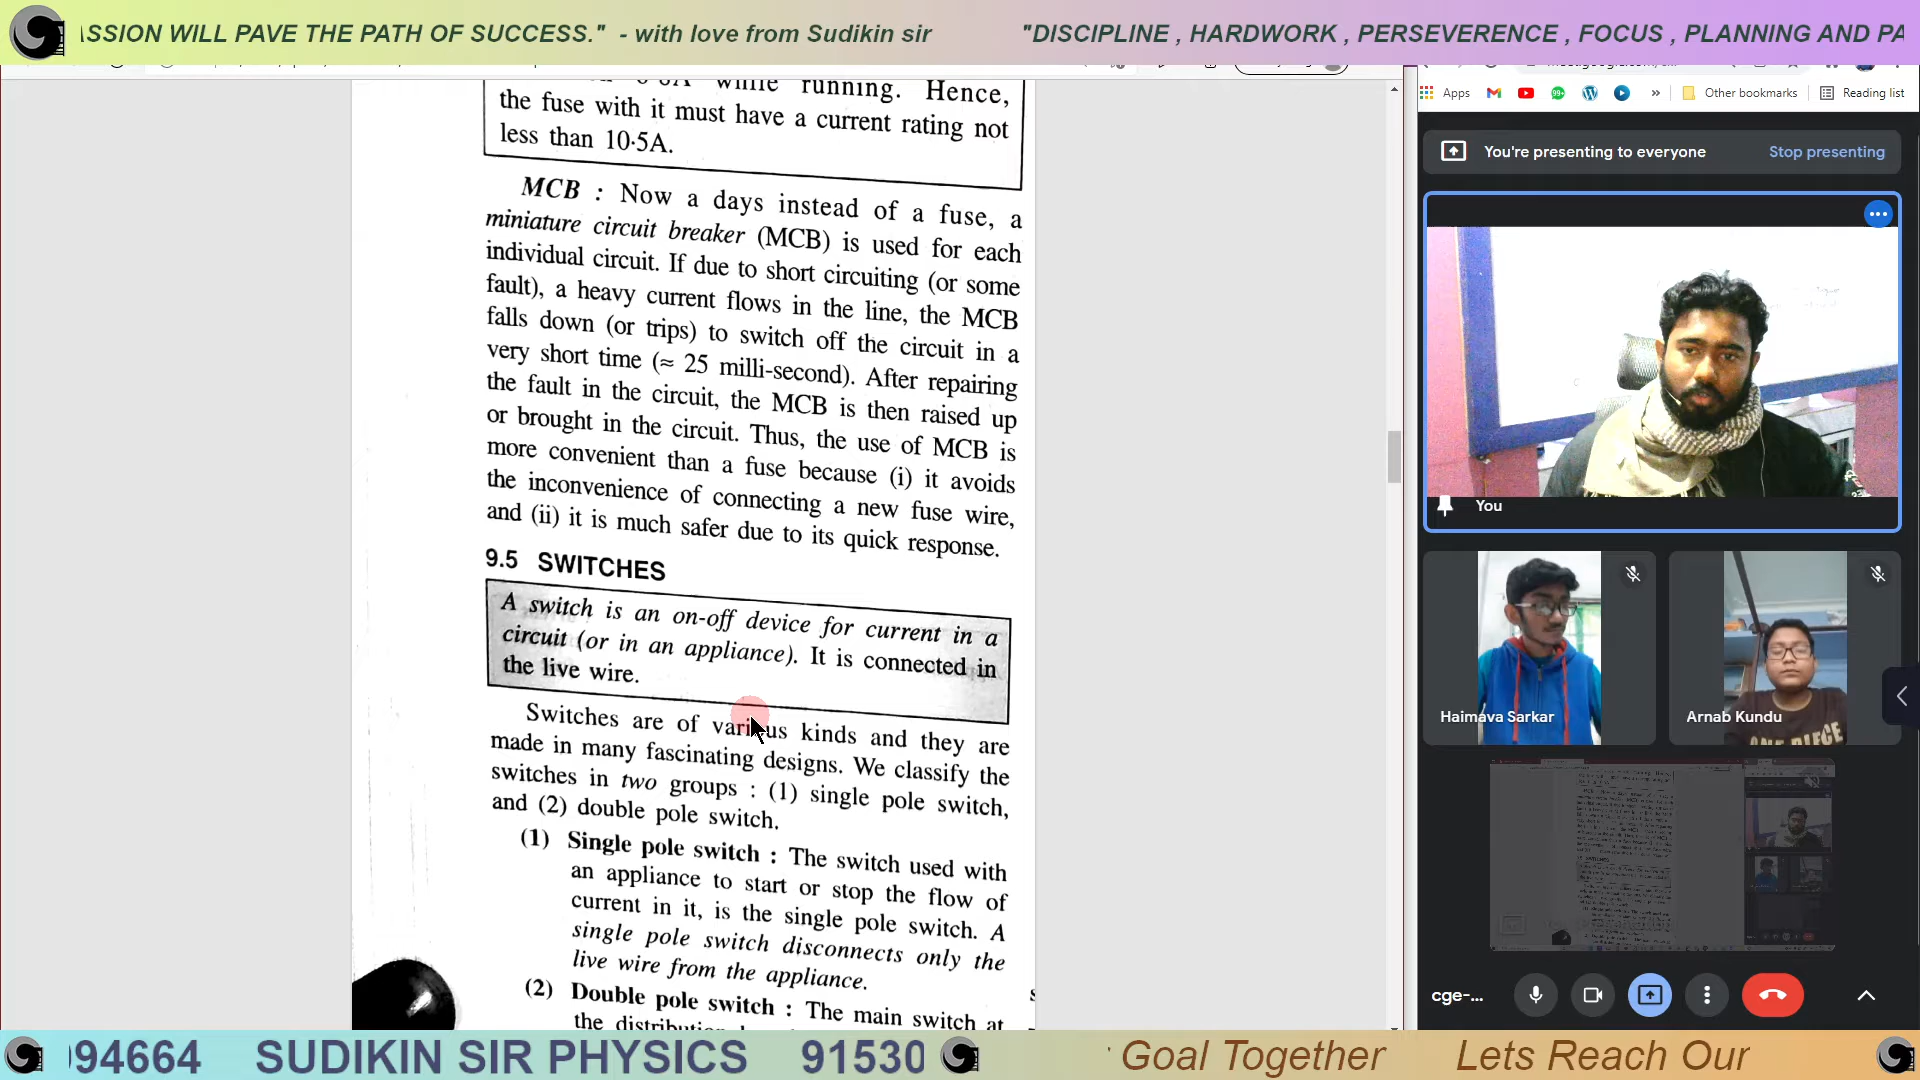 ASSION WILL PAVE THE PATH OF SUCCESS." - with love from Sudikin sir "DISCIPLINE , HARDWORK , PERSEVERENCE , FOCUS , PLANNING AND PA
while running. Hence,
the fuse with it must have a current rating not
less than 10·5A.
MCB : Now a days instead of a fuse, a
miniature circuit breaker (MCB) is used for each
individual circuit. If due to short circuiting (or some
fault), a heavy current flows in the line, the MCB
falls down (or trips) to switch off the circuit in a
very short time (≈ 25 milli-second). After repairing
the fault in the circuit, the MCB is then raised up
or brought in the circuit. Thus, the use of MCB is
more convenient than a fuse because (i) it avoids
the inconvenience of connecting a new fuse wire,
and (ii) it is much safer due to its quick response.
9.5 SWITCHES
A switch is an on-off device for current in a
circuit (or in an appliance). It is connected in
the live wire.
Switches are of various kinds and they are
made in many fascinating designs. We classify the
switches in two groups : (1) single pole switch,
and (2) double pole switch.
(1) Single pole switch : The switch used with
an appliance to start or stop the flow of
current in it, is the single pole switch. A
single pole switch disconnects only the
live wire from the appliance.
(2) Double pole switch : The main switch at
the
Apps
99+
»
Other bookmarks
Reading list
You're presenting to everyone
Stop presenting
You
Haimava Sarkar
Arnab Kundu
ONE PIECE
cge-...
94664 SUDIKIN SIR PHYSICS 91530
Goal Together Lets Reach Our